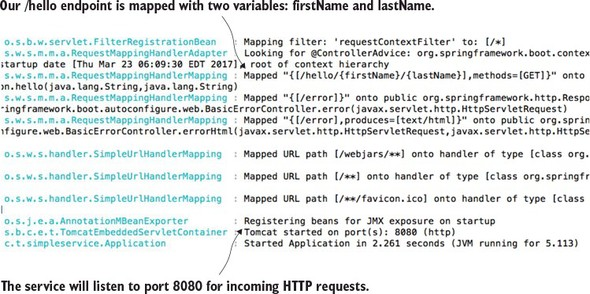 Our /hello endpoint is mapped with two variables: firstName and lastName.
o.s.b.w.servlet.FilterRegistrationBean : Mapping filter: 'requestContextFilter' to: [/*]
s.w.s.m.m.a.RequestMappingHandlerAdapter : Looking for @ControllerAdvice: org.springframework.boot.contex
startup date [Thu Mar 23 06:09:30 EDT 2017]; root of context hierarchy
s.w.s.m.m.a.RequestMappingHandlerMapping : Mapped "{[/hello/{firstName}/{lastName}],methods=[GET]}" onto
on.hello(java.lang.String,java.lang.String)
s.w.s.m.m.a.RequestMappingHandlerMapping : Mapped "{[/error]}" onto public org.springframework.http.Respo
ringframework.boot.autoconfigure.web.BasicErrorController.error(javax.servlet.http.HttpServletRequest)
s.w.s.m.m.a.RequestMappingHandlerMapping : Mapped "{[/error],produces=[text/html]}" onto public org.sprin
nfigure.web.BasicErrorController.errorHtml(javax.servlet.http.HttpServletRequest,javax.servlet.http.HttpSe
o.s.w.s.handler.SimpleUrlHandlerMapping : Mapped URL path [/webjars/**] onto handler of type [class org.
o.s.w.s.handler.SimpleUrlHandlerMapping : Mapped URL path [/**] onto handler of type [class org.springfr
o.s.w.s.handler.SimpleUrlHandlerMapping : Mapped URL path [/**/favicon.ico] onto handler of type [class
]
o.s.j.e.a.AnnotationMBeanExporter : Registering beans for JMX exposure on startup
s.b.c.e.t.TomcatEmbeddedServletContainer : Tomcat started on port(s): 8080 (http)
c.t.simpleservice.Application : Started Application in 2.261 seconds (JVM running for 5.113)
The service will listen to port 8080 for incoming HTTP requests.